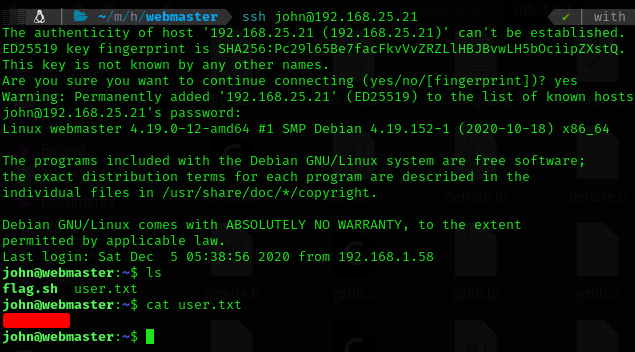 ~/m/h/webmaster ssh john@192.168.25.21 ✔ with
The authenticity of host '192.168.25.21 (192.168.25.21)' can't be established.
ED25519 key fingerprint is SHA256:Pc29l65Be7facFkvVvZRZLlHBJBvwLH5bOciipZXstQ.
This key is not known by any other names.
Are you sure you want to continue connecting (yes/no/[fingerprint])? yes
Warning: Permanently added '192.168.25.21' (ED25519) to the list of known hosts
john@192.168.25.21's password:
Linux webmaster 4.19.0-12-amd64 #1 SMP Debian 4.19.152-1 (2020-10-18) x86_64
The programs included with the Debian GNU/Linux system are free software;
the exact distribution terms for each program are described in the
individual files in /usr/share/doc/*/copyright.
Debian GNU/Linux comes with ABSOLUTELY NO WARRANTY, to the extent
permitted by applicable law.
Last login: Sat Dec  5 05:38:56 2020 from 192.168.1.58
john@webmaster:~$ ls
flag.sh  user.txt
john@webmaster:~$ cat user.txt
john@webmaster:~$